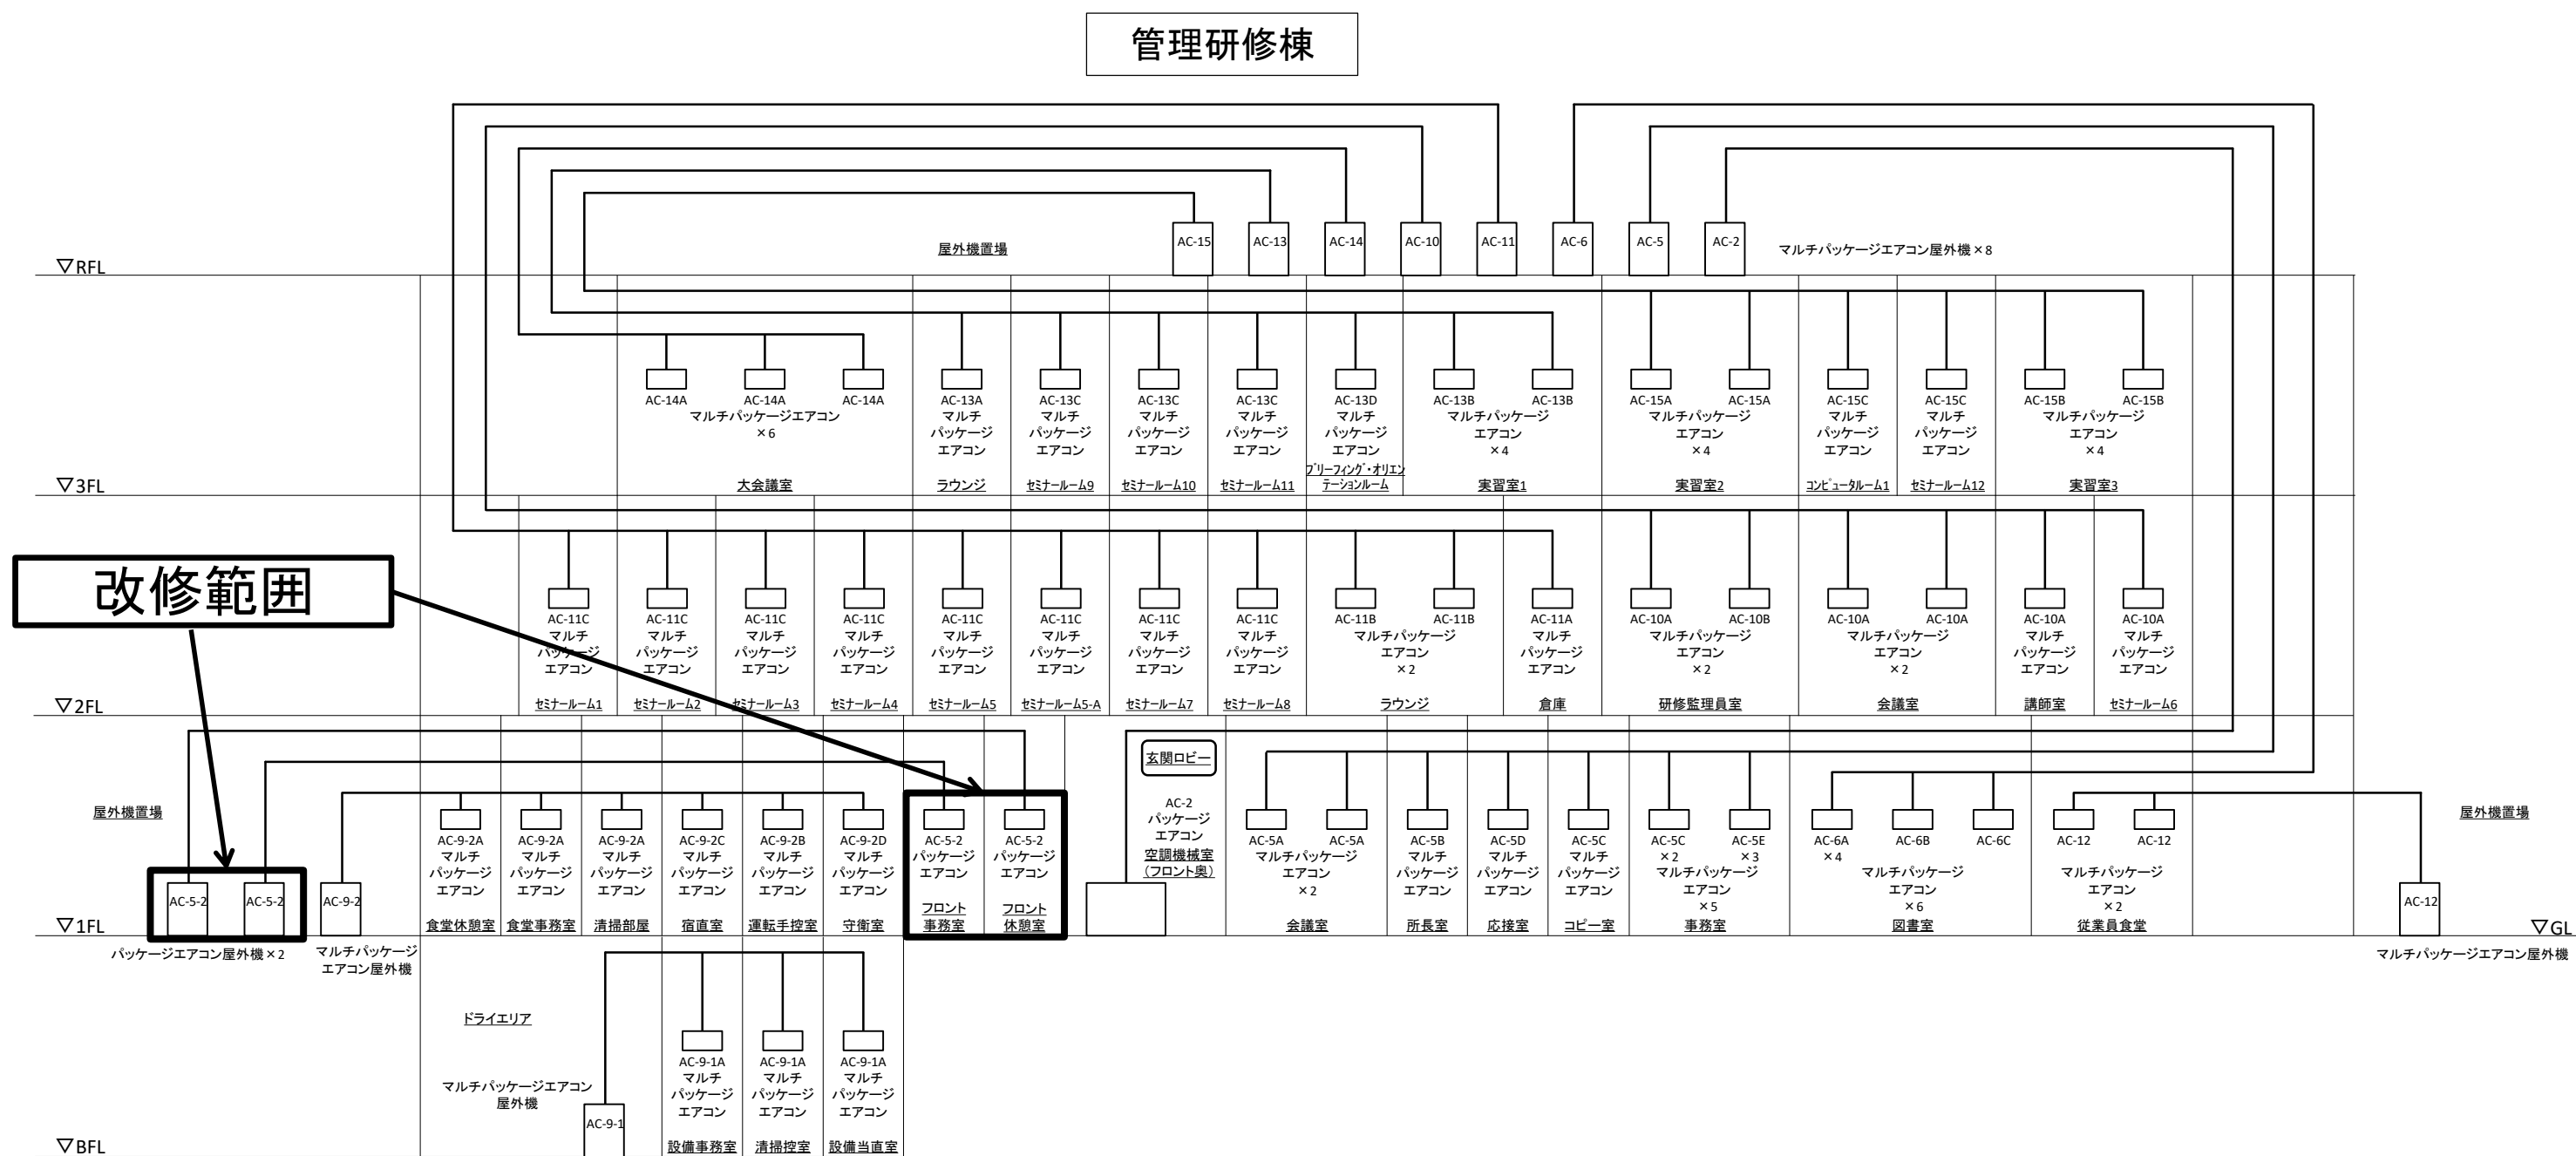 管理研修棟
AC-15
AC-13
AC-14
AC-10
AC-11
AC-6
AC-5
AC-2
屋外機置場
マルチパッケージエアコン屋外機×8
▽RFL
AC-14A
AC-14A
AC-14A
マルチパッケージエアコン
×6
大会議室
AC-13A
マルチ
パッケージ
エアコン
ラウンジ
AC-13C
マルチ
パッケージ
エアコン
セミナールーム9
AC-13C
マルチ
パッケージ
エアコン
セミナールーム10
AC-13C
マルチ
パッケージ
エアコン
セミナールーム11
AC-13D
マルチ
パッケージ
エアコン
ブリーフィング・オリエン
テーションルーム
AC-13B
AC-13B
マルチパッケージ
エアコン
×4
実習室1
AC-15A
AC-15A
マルチパッケージ
エアコン
×4
実習室2
AC-15C
マルチ
パッケージ
エアコン
コンピュータルーム1
AC-15C
マルチ
パッケージ
エアコン
セミナールーム12
AC-15B
AC-15B
マルチパッケージ
エアコン
×4
実習室3
▽3FL
改修範囲
AC-11C
マルチ
パッケージ
エアコン
セミナールーム1
AC-11C
マルチ
パッケージ
エアコン
セミナールーム2
AC-11C
マルチ
パッケージ
エアコン
セミナールーム3
AC-11C
マルチ
パッケージ
エアコン
セミナールーム4
AC-11C
マルチ
パッケージ
エアコン
セミナールーム5
AC-11C
マルチ
パッケージ
エアコン
セミナールーム5-A
AC-11C
マルチ
パッケージ
エアコン
セミナールーム7
AC-11C
マルチ
パッケージ
エアコン
セミナールーム8
AC-11B
AC-11B
マルチパッケージ
エアコン
×2
ラウンジ
AC-11A
マルチ
パッケージ
エアコン
倉庫
AC-10A
AC-10B
マルチパッケージ
エアコン
×2
研修監理員室
AC-10A
AC-10A
マルチパッケージ
エアコン
×2
会議室
AC-10A
マルチ
パッケージ
エアコン
講師室
AC-10A
マルチ
パッケージ
エアコン
セミナールーム6
▽2FL
屋外機置場
AC-5-2
AC-5-2
パッケージエアコン屋外機×2
AC-9-2
マルチパッケージ
エアコン屋外機
AC-9-2A
マルチ
パッケージ
エアコン
食堂休憩室
AC-9-2A
マルチ
パッケージ
エアコン
食堂事務室
AC-9-2A
マルチ
パッケージ
エアコン
清掃部屋
AC-9-2C
マルチ
パッケージ
エアコン
宿直室
AC-9-2B
マルチ
パッケージ
エアコン
運転手控室
AC-9-2D
マルチ
パッケージ
エアコン
守衛室
AC-5-2
パッケージ
エアコン
フロント
事務室
AC-5-2
パッケージ
エアコン
フロント
休憩室
玄関ロビー
AC-2
パッケージ
エアコン
空調機械室
(フロント奥)
AC-5A
AC-5A
マルチパッケージ
エアコン
×2
会議室
AC-5B
マルチ
パッケージ
エアコン
所長室
AC-5D
マルチ
パッケージ
エアコン
応接室
AC-5C
マルチ
パッケージ
エアコン
コピー室
AC-5C
×2
AC-5E
×3
マルチパッケージ
エアコン
×5
事務室
AC-6A
×4
AC-6B
AC-6C
マルチパッケージ
エアコン
×6
図書室
AC-12
AC-12
マルチパッケージ
エアコン
×2
従業員食堂
屋外機置場
AC-12
マルチパッケージエアコン屋外機
▽1FL
▽GL
ドライエリア
マルチパッケージエアコン
屋外機
AC-9-1
AC-9-1A
マルチ
パッケージ
エアコン
設備事務室
AC-9-1A
マルチ
パッケージ
エアコン
清掃控室
AC-9-1A
マルチ
パッケージ
エアコン
設備当直室
▽BFL